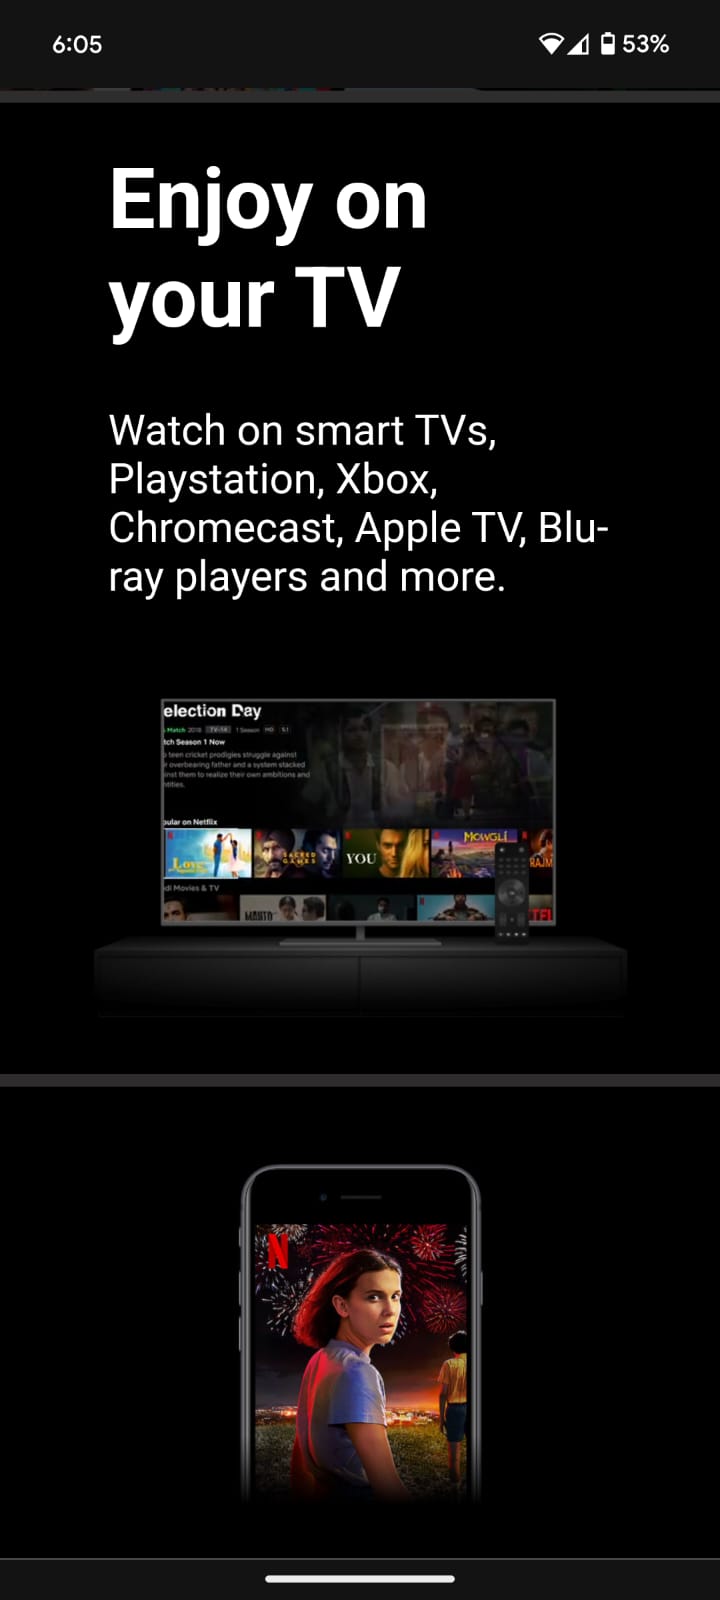 6:05
53%
Enjoy on
your TV
Watch on smart TVs,
Playstation, Xbox,
Chromecast, Apple TV, Blu-
ray players and more.
election Day
Match 2018 TV-14 1 Season HD 5.1
tch Season 1 Now
teen cricket prodigies struggle against
overbearing father and a system stacked
inst them to realize their own ambitions and
ntities.
pular on Netflix
Love
SACRED
GAMES
YOU
MOWGLI
RAJM
di Movies & TV
MANTO
TEL
N